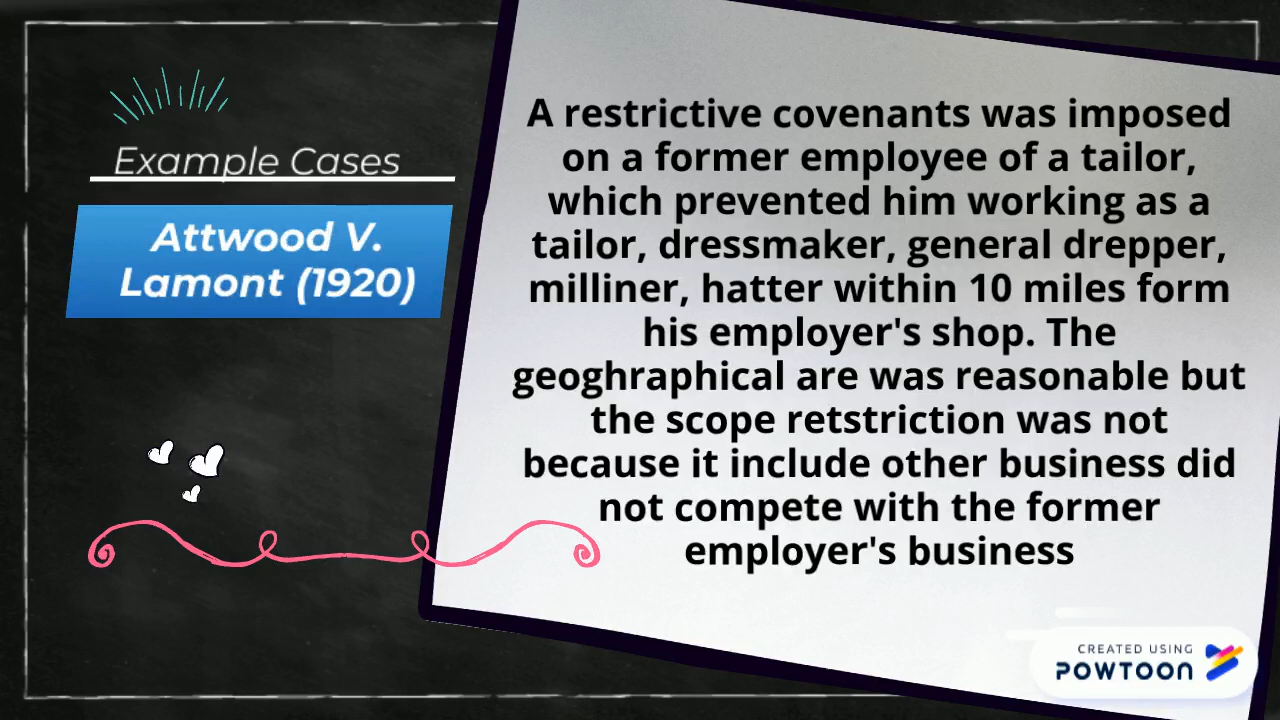 Example Cases
Attwood V.
Lamont (1920)
A restrictive covenants was imposed
on a former employee of a tailor,
which prevented him working as a
tailor, dressmaker, general drepper,
milliner, hatter within 10 miles form
his employer's shop. The
geoghraphical are was reasonable but
the scope retstriction was not
because it include other business did
not compete with the former
employer's business
CREATED USING
POWTOON